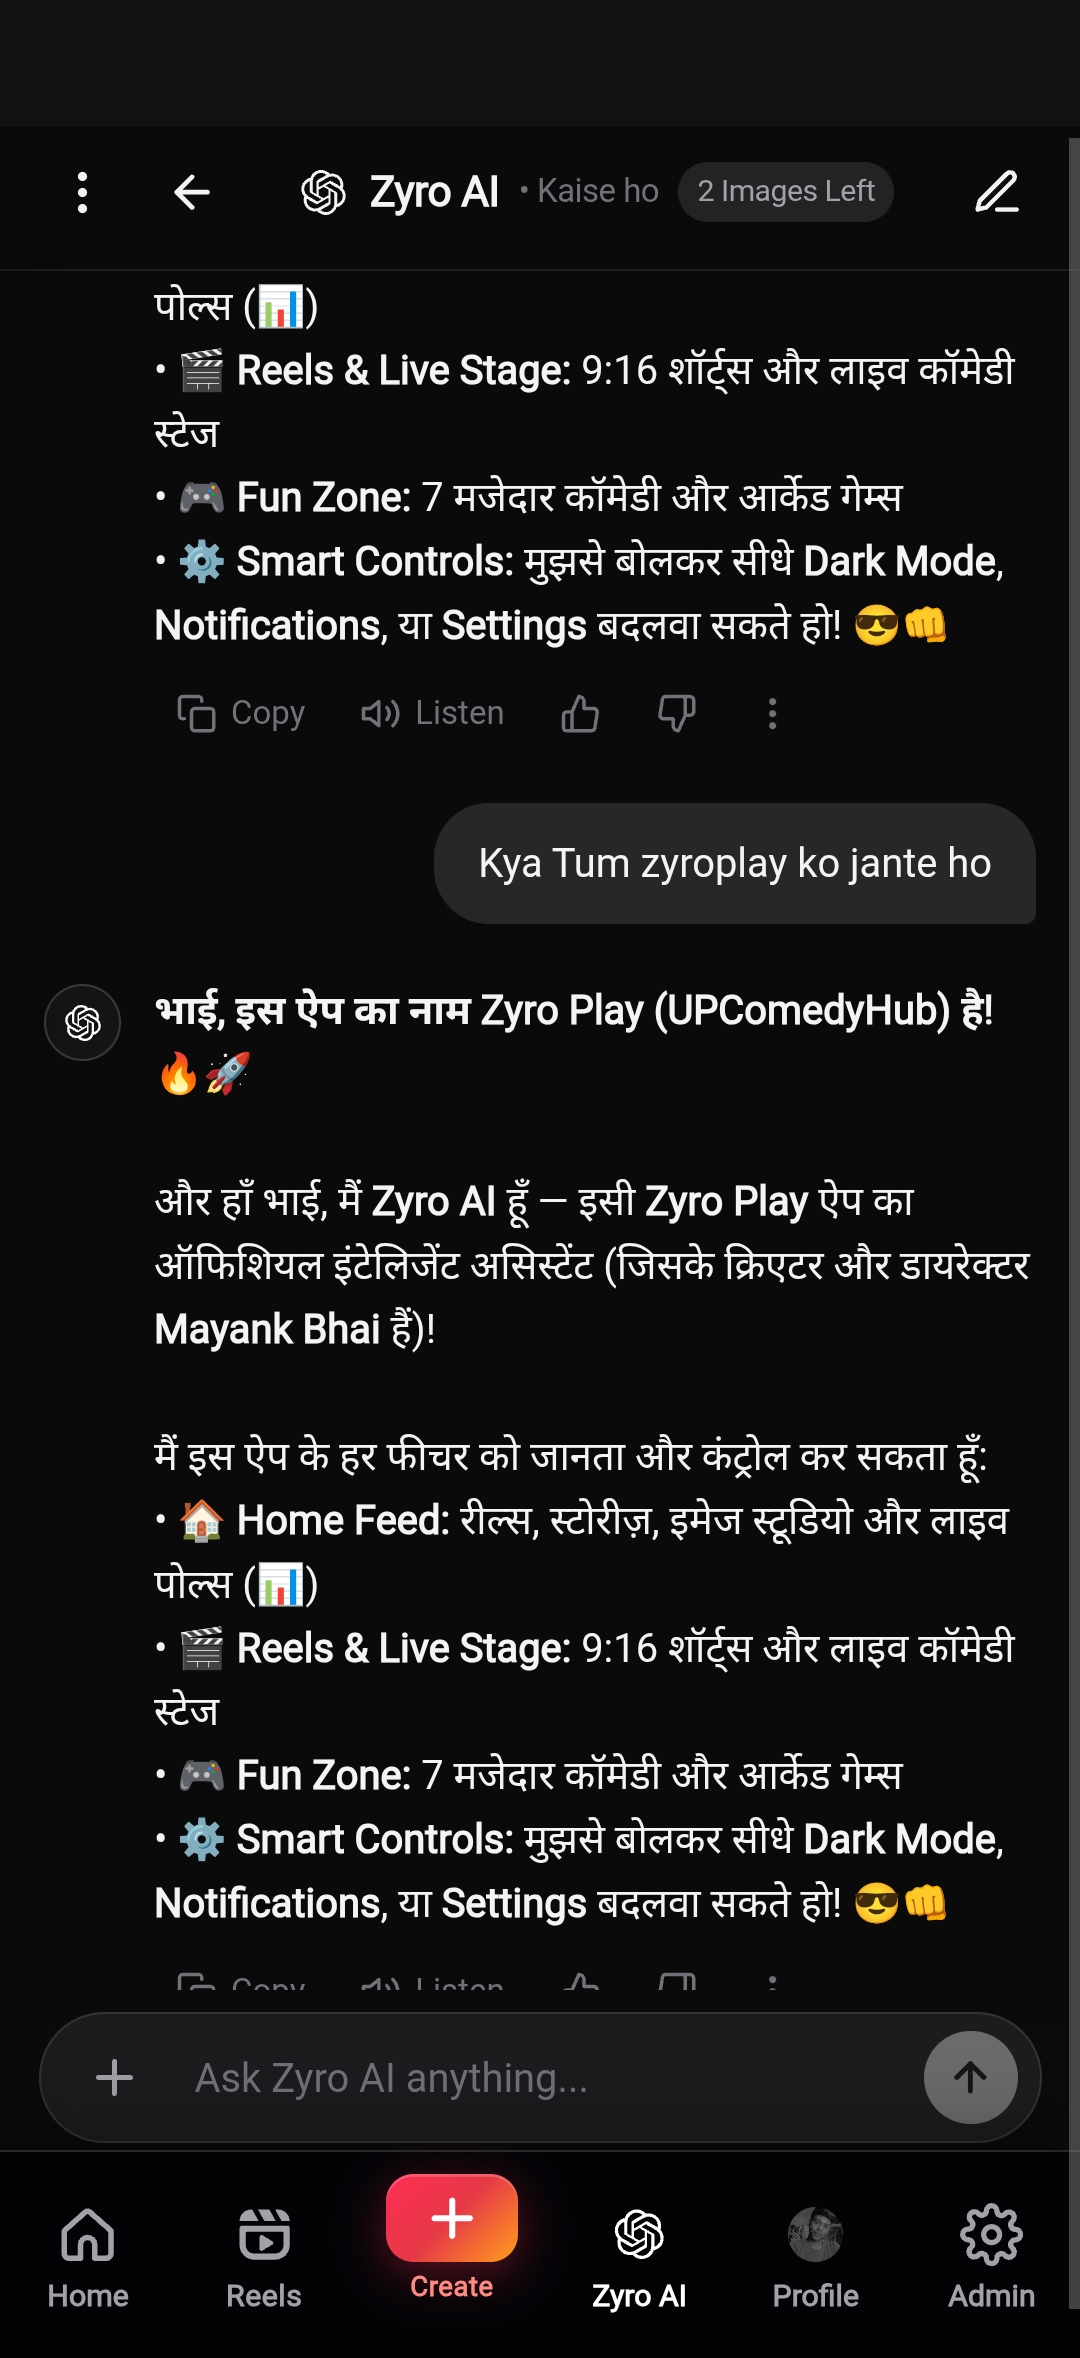 Zyro AI • Kaise ho 2 Images Left
पोल्स (📊)
• 🎬 Reels & Live Stage: 9:16 शॉर्ट्स और लाइव कॉमेडी
स्टेज
• 🎮 Fun Zone: 7 मजेदार कॉमेडी और आर्केड गेम्स
• ⚙️ Smart Controls: मुझसे बोलकर सीधे Dark Mode,
Notifications, या Settings बदलवा सकते हो! 😎👊
Copy Listen
Kya Tum zyroplay ko jante ho
भाई, इस ऐप का नाम Zyro Play (UPComedyHub) है!
🔥🚀
और हाँ भाई, मैं Zyro AI हूँ — इसी Zyro Play ऐप का
ऑफिशियल इंटेलिजेंट असिस्टेंट (जिसके क्रिएटर और डायरेक्टर
Mayank Bhai हैं)!
मैं इस ऐप के हर फीचर को जानता और कंट्रोल कर सकता हूँ:
• 🏠 Home Feed: रील्स, स्टोरीज़, इमेज स्टूडियो और लाइव
पोल्स (📊)
• 🎬 Reels & Live Stage: 9:16 शॉर्ट्स और लाइव कॉमेडी
स्टेज
• 🎮 Fun Zone: 7 मजेदार कॉमेडी और आर्केड गेम्स
• ⚙️ Smart Controls: मुझसे बोलकर सीधे Dark Mode,
Notifications, या Settings बदलवा सकते हो! 😎👊
Copy Listen
Ask Zyro AI anything...
Home Reels Create Zyro AI Profile Admin